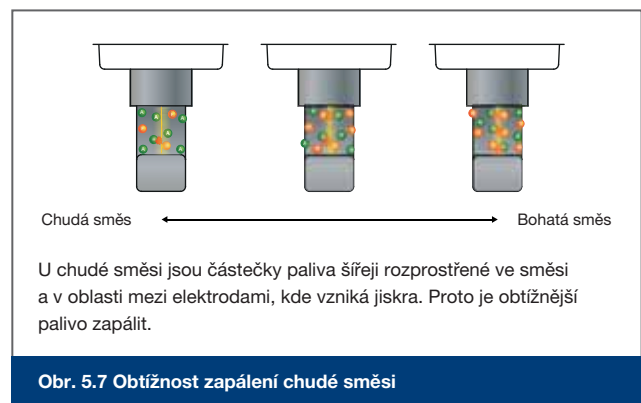 Chudá směs
Bohatá směs
U chudé směsi jsou částečky paliva šířeji rozprostřené ve směsi
a v oblasti mezi elektrodami, kde vzniká jiskra. Proto je obtížnější
palivo zapálit.
Obr. 5.7 Obtížnost zapálení chudé směsi